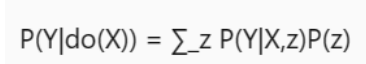 P(Y|do(X)) = ∑_z P(Y|X,z)P(z)